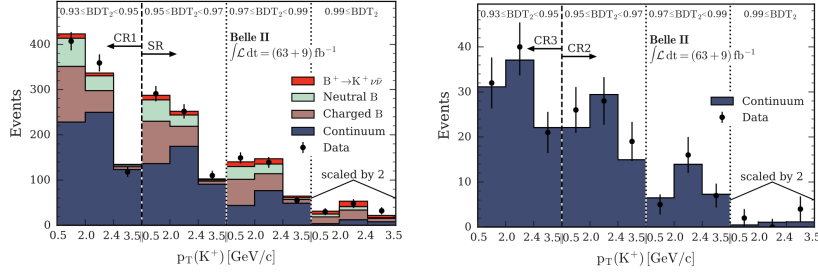 0.93≤BDT₂<0.95 0.95≤BDT₂<0.97 0.97≤BDT₂<0.99 0.99≤BDT₂
CR1 SR
Belle II
∫ℒ dt = (63+9) fb⁻¹
B⁺→K⁺νν̄
Neutral B
Charged B
Continuum
Data
scaled by 2
Events
400
300
200
100
0
0.5 2.0 2.4 3.5 0.5 2.0 2.4 3.5 0.5 2.0 2.4 3.5 0.5 2.0 2.4 3.5
p_T(K⁺) [GeV/c]
0.93≤BDT₂<0.95 0.95≤BDT₂<0.97 0.97≤BDT₂<0.99 0.99≤BDT₂
CR3 CR2
Belle II
∫ℒ dt = (63+9) fb⁻¹
Continuum
Data
scaled by 2
Events
40
30
20
10
0
0.5 2.0 2.4 3.5 0.5 2.0 2.4 3.5 0.5 2.0 2.4 3.5 0.5 2.0 2.4 3.5
p_T(K⁺) [GeV/c]